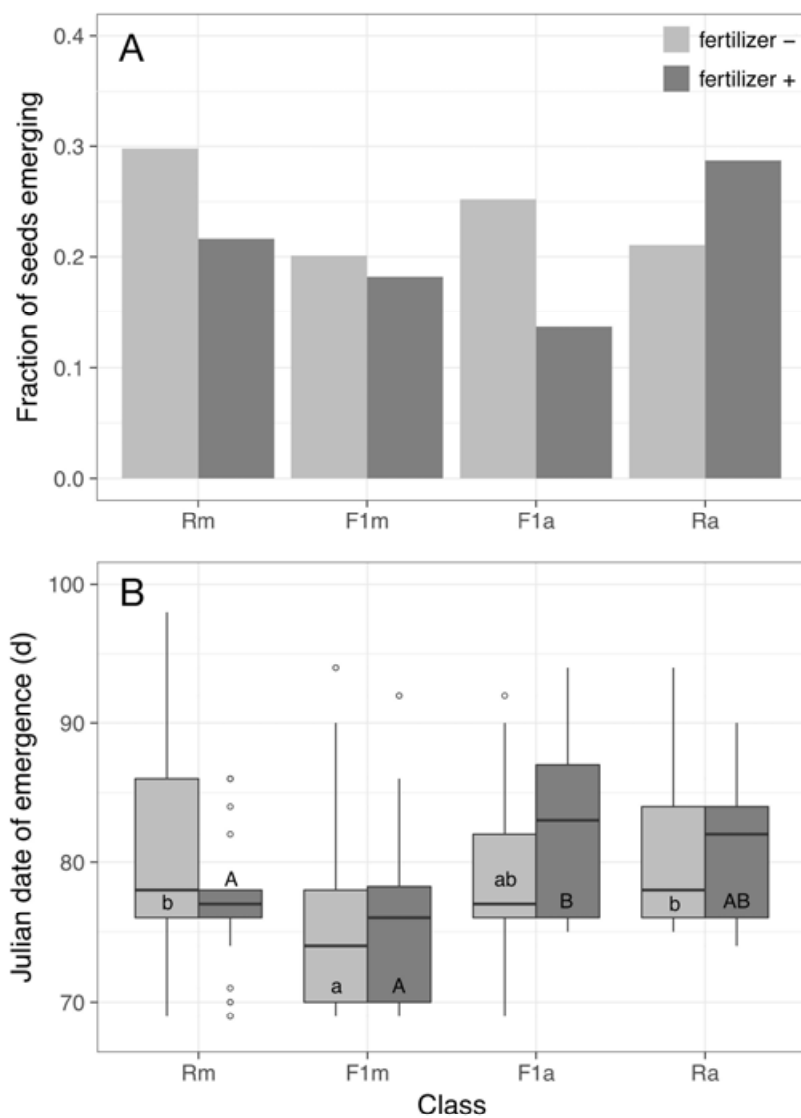 A
fertilizer −
fertilizer +
Fraction of seeds emerging
0.4
0.3
0.2
0.1
0.0
Rm F1m F1a Ra
B
Julian date of emergence (d)
100
90
80
70
b A a A ab B b AB
Rm F1m F1a Ra
Class